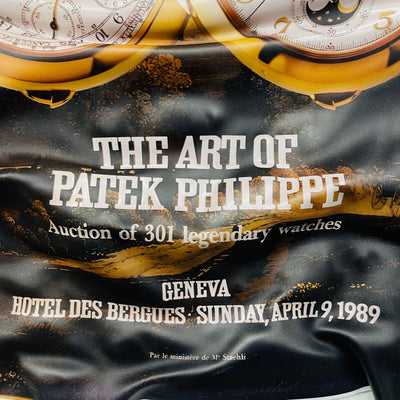 THE ART OF
PATEK PHILIPPE
Auction of 301 legendary watches
GENEVA
HOTEL DES BERGUES · SUNDAY, APRIL 9, 1989
Par le ministère de Me Staehli